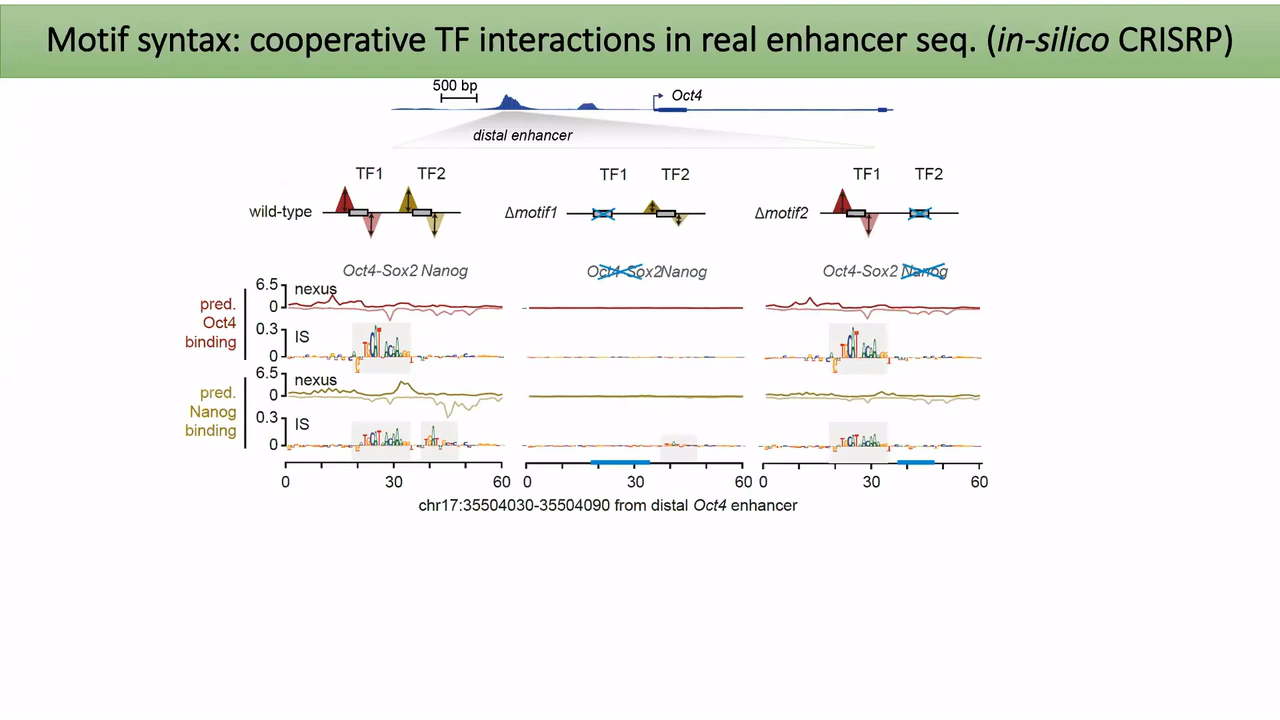 Motif syntax: cooperative TF interactions in real enhancer seq. (in-silico CRISRP)
500 bp
Oct4
distal enhancer
TF1 TF2
TF1 TF2
TF1 TF2
wild-type
Δmotif1
Δmotif2
Oct4-Sox2 Nanog
Oct4-Sox2Nanog
Oct4-Sox2 Nanog
pred.
Oct4
binding
6.5
0
nexus
0.3
0
IS
pred.
Nanog
binding
6.5
0
nexus
0.3
0
IS
0 30 60
0 30 60
0 30 60
chr17:35504030-35504090 from distal Oct4 enhancer